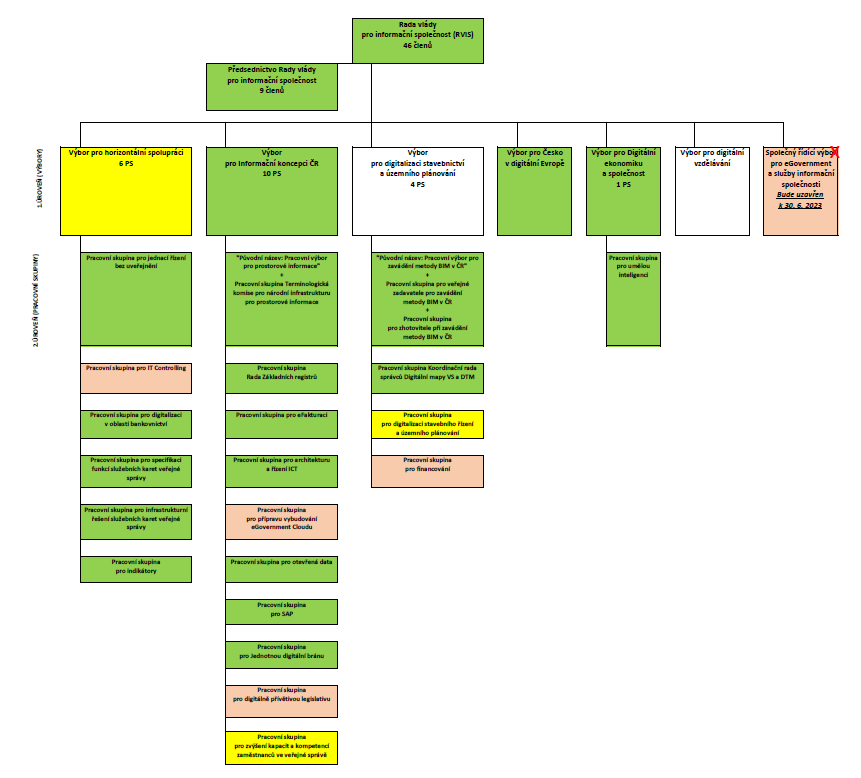 Rada vlády
pro informační společnost (RVIS)
46 členů
Předsednictvo Rady vlády
pro informační společnost
9 členů
1.ÚROVEŇ (VÝBORY)
Výbor pro horizontální spolupráci
6 PS
Výbor
pro Informační koncepci ČR
10 PS
Výbor
pro digitalizaci stavebnictví
a územního plánování
4 PS
Výbor pro Česko
v digitální Evropě
Výbor pro Digitální
ekonomiku
a společnost
1 PS
Výbor pro digitální
vzdělávání
Společný řídící výbor
pro eGovernment
a služby informační
společnosti
Bude uzavřen
k 30. 6. 2023
2.ÚROVEŇ (PRACOVNÍ SKUPINY)
Pracovní skupina pro jednací řízení
bez uveřejnění
Pracovní skupina pro IT Controlling
Pracovní skupina pro digitalizaci
v oblasti bankovnictví
Pracovní skupina pro specifikaci
funkcí služebních karet veřejné
správy
Pracovní skupina pro infrastrukturní
řešení služebních karet veřejné
správy
Pracovní skupina
pro indikátory
"Původní název: Pracovní výbor
pro prostorové informace"
+
Pracovní skupina Terminologická
komise pro národní infrastrukturu
pro prostorové informace
Pracovní skupina
Rada Základních registrů
Pracovní skupina pro eFakturaci
Pracovní skupina pro architekturu
a řízení ICT
Pracovní skupina
pro přípravu vybudování
eGovernment Cloudu
Pracovní skupina pro otevřená data
Pracovní skupina
pro SAP
Pracovní skupina
pro Jednotnou digitální bránu
Pracovní skupina
pro digitálně přívětivou legislativu
Pracovní skupina
pro zvýšení kapacit a kompetencí
zaměstnanců ve veřejné správě
"Původní název: Pracovní výbor pro
zavádění metody BIM v ČR"
+
Pracovní skupina pro veřejné
zadavatele pro zavádění
metody BIM v ČR
+
Pracovní skupina
pro zhotovitele při zavádění
metody BIM v ČR
Pracovní skupina Koordinační rada
správců Digitální mapy VS a DTM
Pracovní skupina
pro digitalizaci stavebního řízení
a územního plánování
Pracovní skupina
pro financování
Pracovní skupina
pro umělou
inteligenci